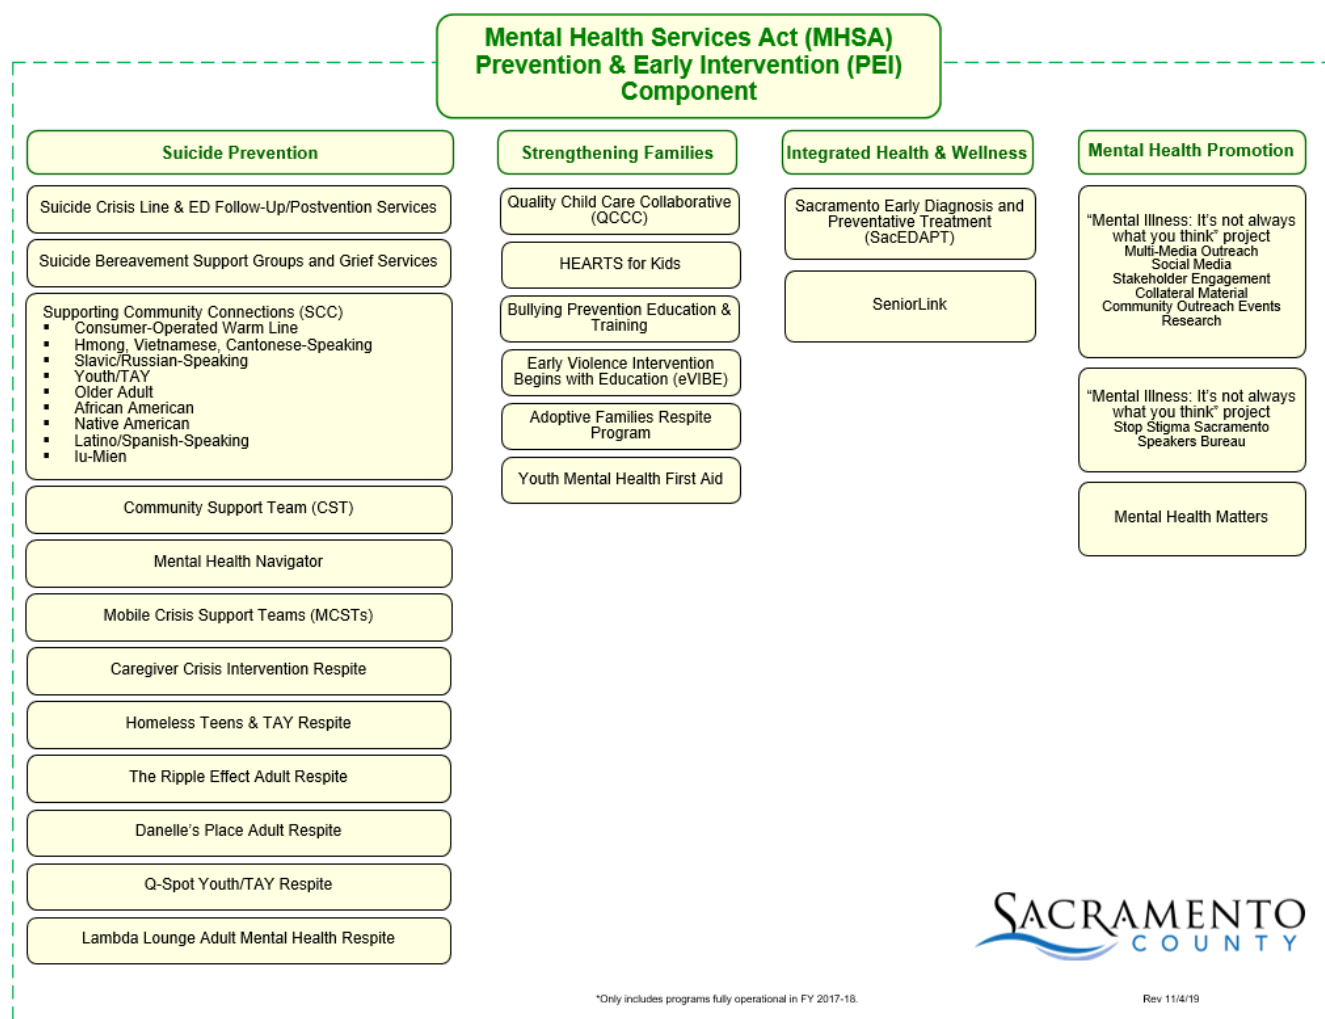 Mental Health Services Act (MHSA)
Prevention & Early Intervention (PEI)
Component
Suicide Prevention
Suicide Crisis Line & ED Follow-Up/Postvention Services
Suicide Bereavement Support Groups and Grief Services
Supporting Community Connections (SCC)
▪ Consumer-Operated Warm Line
▪ Hmong, Vietnamese, Cantonese-Speaking
▪ Slavic/Russian-Speaking
▪ Youth/TAY
▪ Older Adult
▪ African American
▪ Native American
▪ Latino/Spanish-Speaking
▪ Iu-Mien
Community Support Team (CST)
Mental Health Navigator
Mobile Crisis Support Teams (MCSTs)
Caregiver Crisis Intervention Respite
Homeless Teens & TAY Respite
The Ripple Effect Adult Respite
Danelle's Place Adult Respite
Q-Spot Youth/TAY Respite
Lambda Lounge Adult Mental Health Respite
Strengthening Families
Quality Child Care Collaborative
(QCCC)
HEARTS for Kids
Bullying Prevention Education &
Training
Early Violence Intervention
Begins with Education (eVIBE)
Adoptive Families Respite
Program
Youth Mental Health First Aid
Integrated Health & Wellness
Sacramento Early Diagnosis and
Preventative Treatment
(SacEDAPT)
SeniorLink
Mental Health Promotion
“Mental Illness: It's not always
what you think” project
Multi-Media Outreach
Social Media
Stakeholder Engagement
Collateral Material
Community Outreach Events
Research
“Mental Illness: It's not always
what you think” project
Stop Stigma Sacramento
Speakers Bureau
Mental Health Matters
SACRAMENTO
COUNTY
*Only includes programs fully operational in FY 2017-18.
Rev 11/4/19